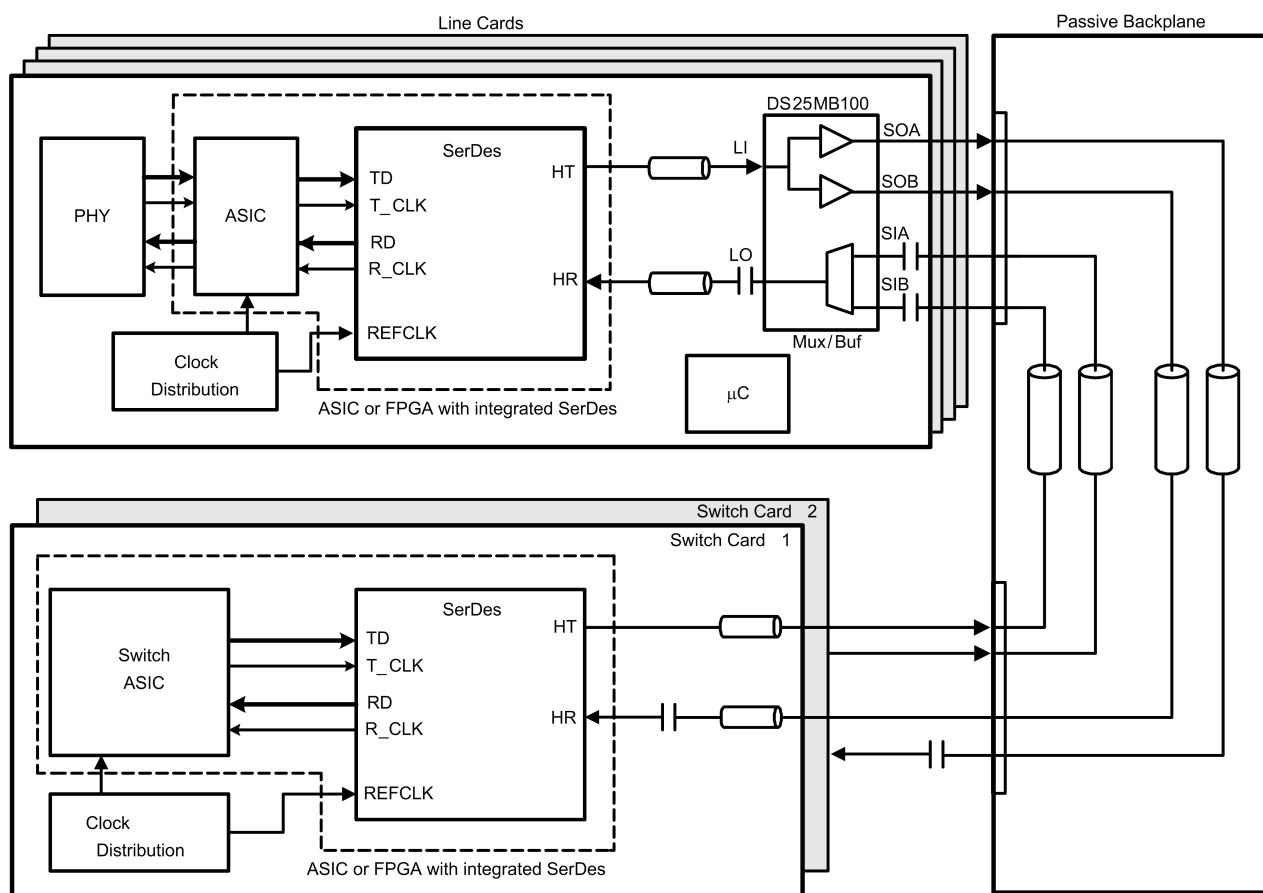 Line Cards
Passive Backplane
DS25MB100
PHY
ASIC
SerDes
TD
T_CLK
RD
R_CLK
REFCLK
HT
HR
LI
LO
SOA
SOB
SIA
SIB
Mux/Buf
Clock
Distribution
ASIC or FPGA with integrated SerDes
μC
Switch Card 2
Switch Card 1
Switch
ASIC
SerDes
TD
T_CLK
RD
R_CLK
REFCLK
HT
HR
Clock
Distribution
ASIC or FPGA with integrated SerDes